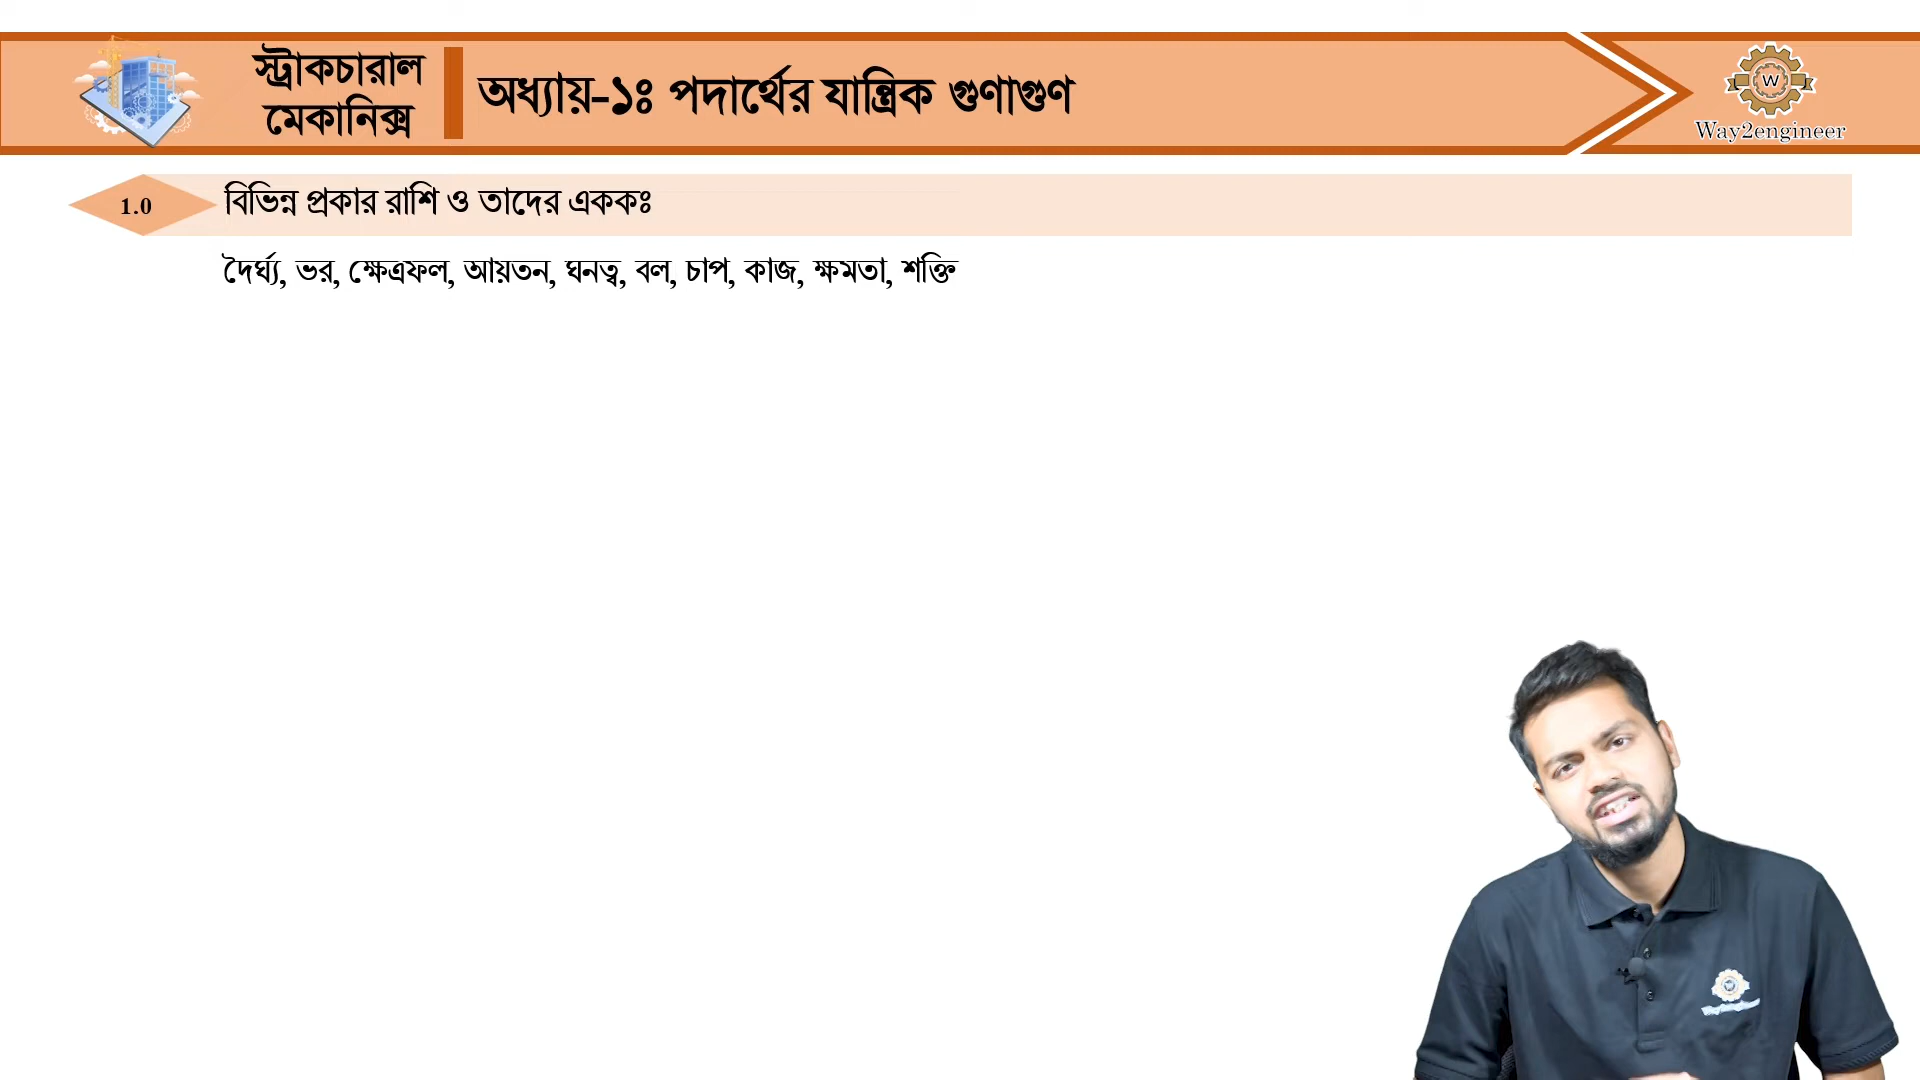 স্ট্রাকচারাল
মেকানিক্স
অধ্যায়-১ঃ পদার্থের যান্ত্রিক গুণাগুণ
W
Way2engineer
1.0
বিভিন্ন প্রকার রাশি ও তাদের এককঃ
দৈর্ঘ্য, ভর, ক্ষেত্রফল, আয়তন, ঘনত্ব, বল, চাপ, কাজ, ক্ষমতা, শক্তি